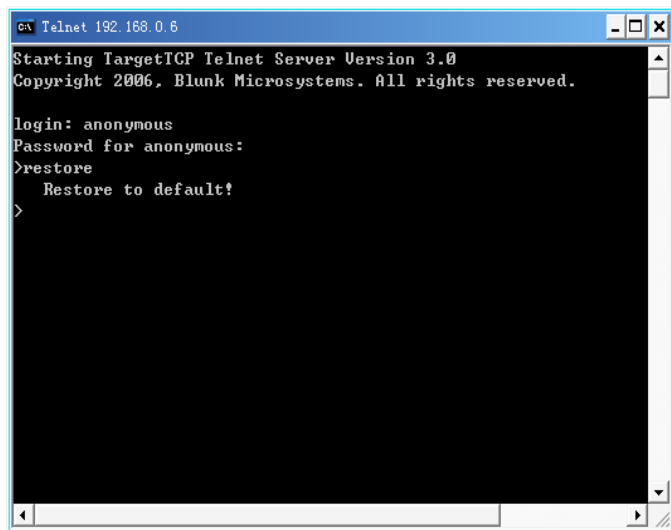 Telnet 192.168.0.6
Starting TargetTCP Telnet Server Version 3.0
Copyright 2006, Blunk Microsystems. All rights reserved.
login: anonymous
Password for anonymous:
>restore
Restore to default!
>